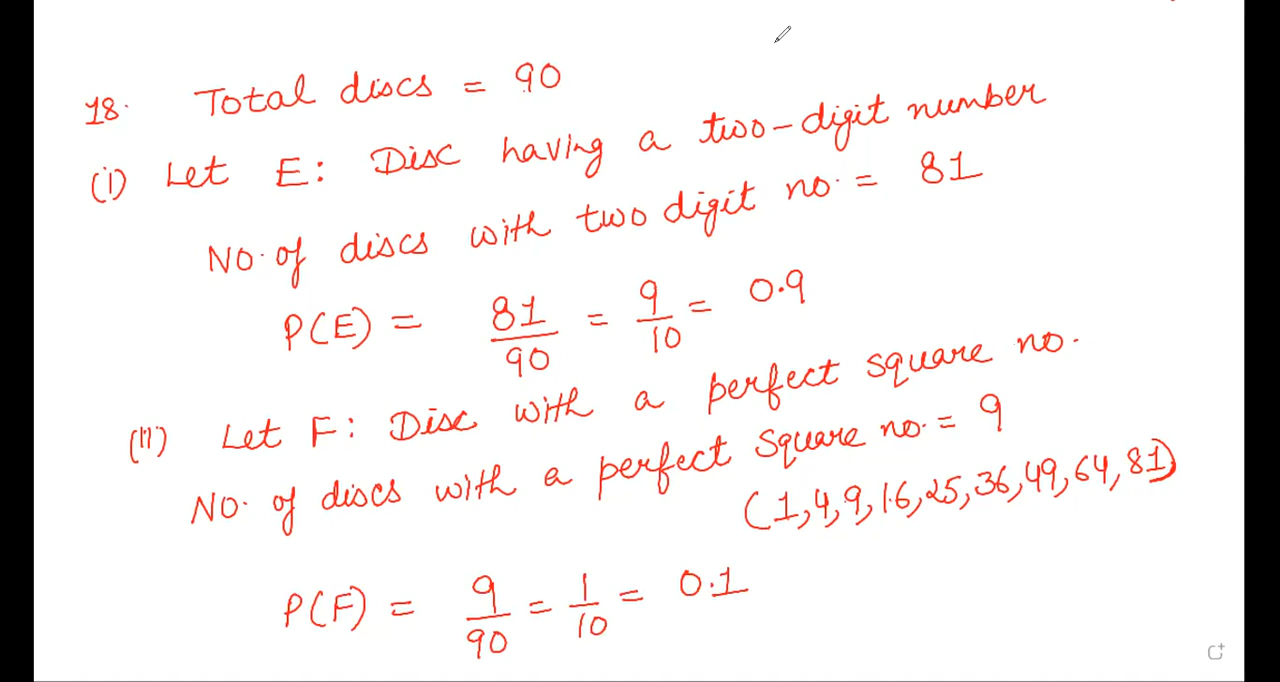 18. Total discs = 90
(i) Let E: Disc having a two-digit number
No. of discs with two digit no. = 81
P(E) = 81/90 = 9/10 = 0.9
(ii) Let F: Disc with a perfect square no.
No. of discs with a perfect square no. = 9
(1,4,9,16,25,36,49,64,81)
P(F) = 9/90 = 1/10 = 0.1